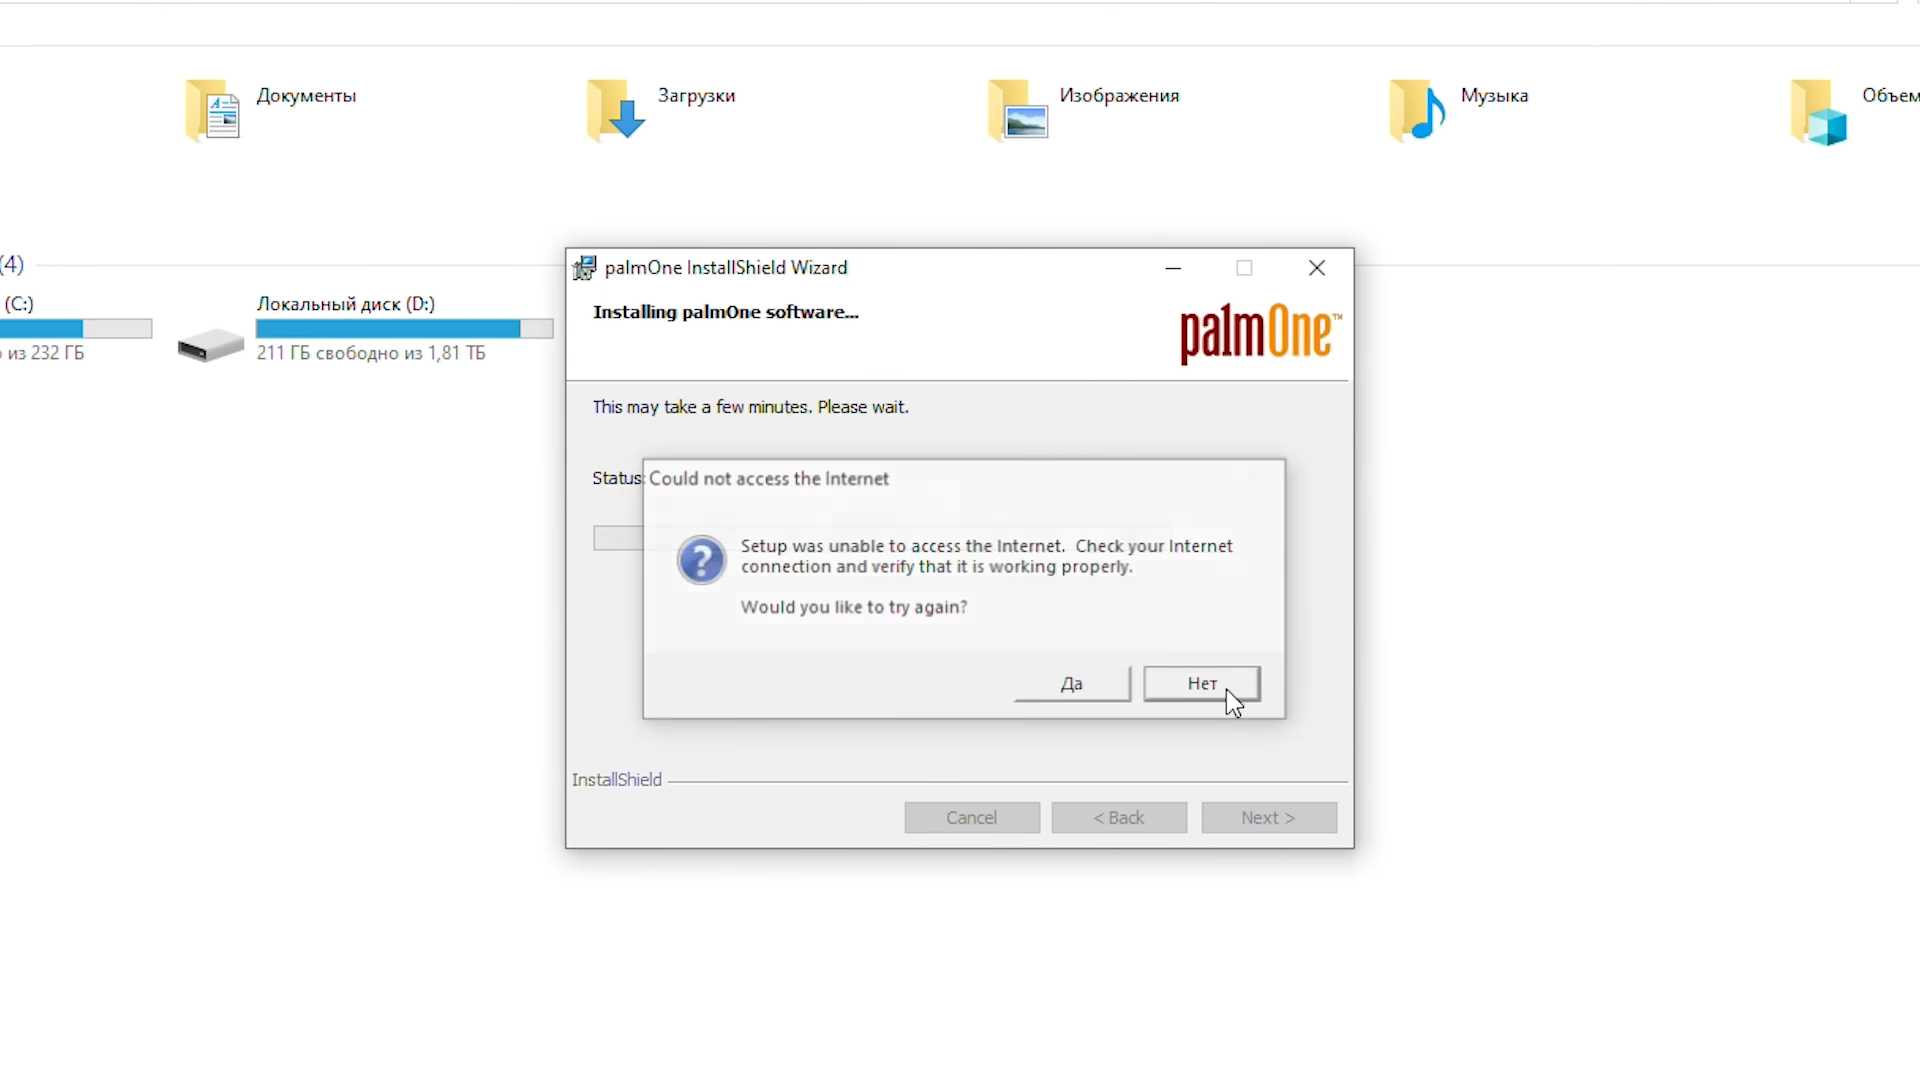 Документы
Загрузки
Изображения
Музыка
(4)
(C:)
из 232 ГБ
Локальный диск (D:)
211 ГБ свободно из 1,81 ТБ
palmOne InstallShield Wizard
Installing palmOne software...
palmOne™
This may take a few minutes. Please wait.
Status:
Could not access the Internet
Setup was unable to access the Internet. Check your Internet
connection and verify that it is working properly.
Would you like to try again?
Да
Нет
InstallShield
Cancel
< Back
Next >